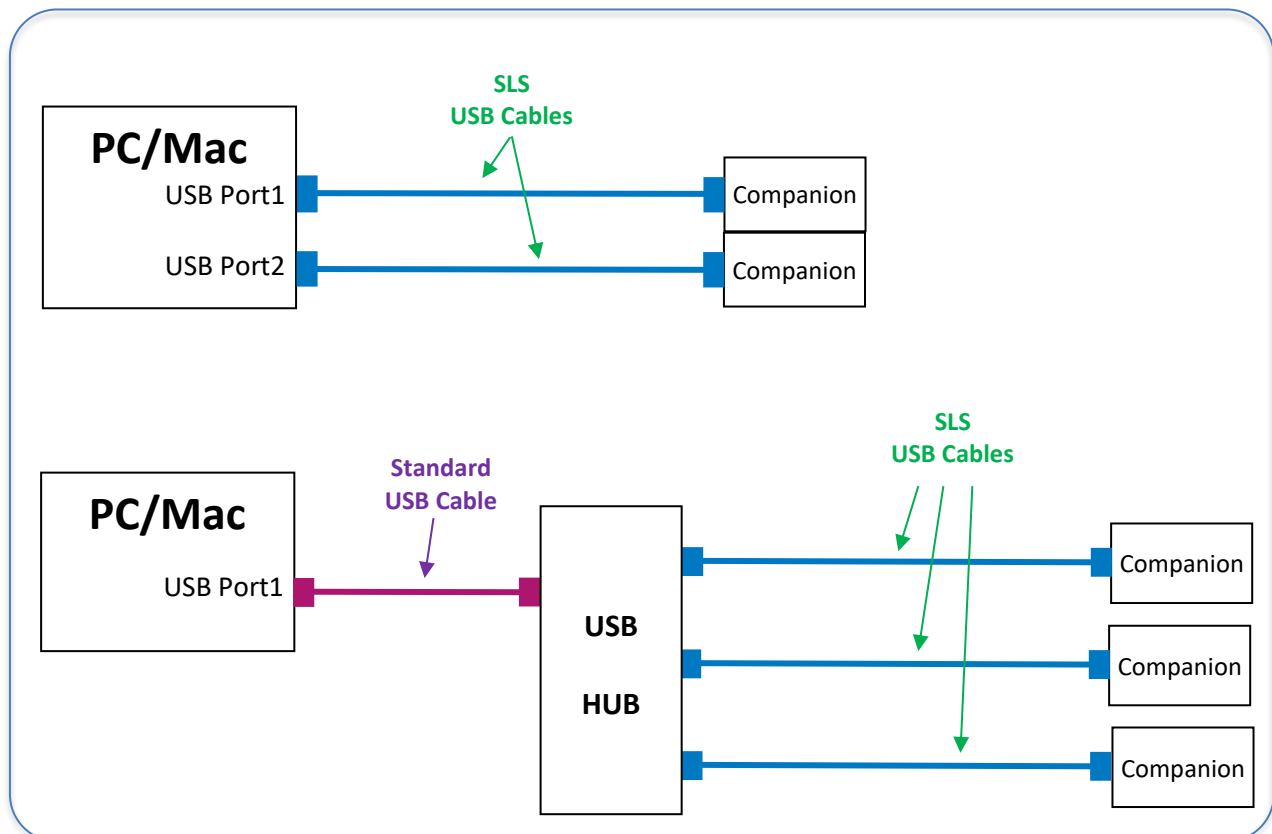 SLS
USB Cables
PC/Mac
USB Port1
Companion
USB Port2
Companion
SLS
USB Cables
Standard
USB Cable
PC/Mac
USB Port1
USB
HUB
Companion
Companion
Companion